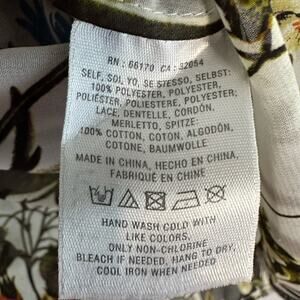 RN : 66170 CA : 32054
SELF, SOI, YO, SE STESSO, SELBST:
100% POLYESTER, POLYESTER,
POLIÉSTER, POLIESTERE, POLYESTER;
LACE, DENTELLE, CORDÓN,
MERLETTO, SPITZE:
100% COTTON, COTON, ALGODÓN,
COTONE, BAUMWOLLE
MADE IN CHINA, HECHO EN CHINA,
FABRIQUÉ EN CHINE
HAND WASH COLD WITH
LIKE COLORS,
ONLY NON-CHLORINE
BLEACH IF NEEDED, HANG TO DRY,
COOL IRON WHEN NEEDED